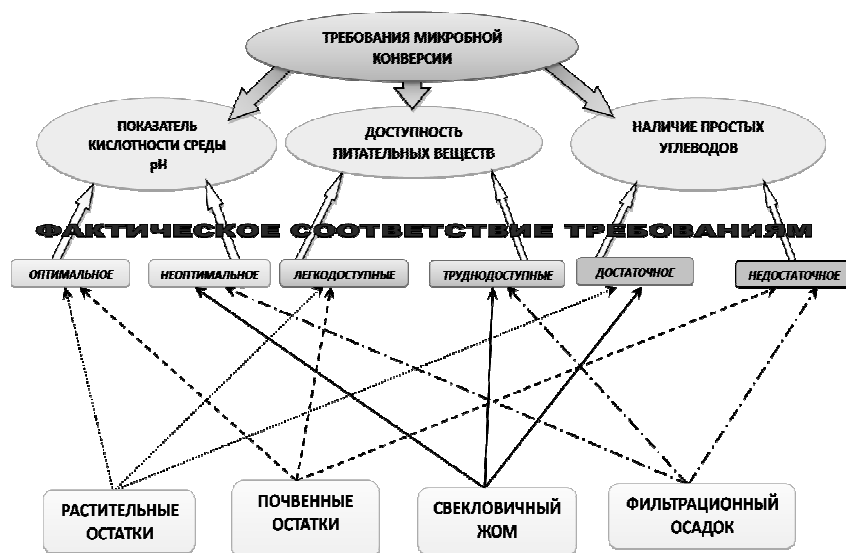 ТРЕБОВАНИЯ МИКРОБНОЙ
КОНВЕРСИИ
ПОКАЗАТЕЛЬ
КИСЛОТНОСТИ СРЕДЫ
рН
ДОСТУПНОСТЬ
ПИТАТЕЛЬНЫХ ВЕЩЕСТВ
НАЛИЧИЕ ПРОСТЫХ
УГЛЕВОДОВ
ФАКТИЧЕСКОЕ СООТВЕТСТВИЕ ТРЕБОВАНИЯМ
ОПТИМАЛЬНОЕ
НЕОПТИМАЛЬНОЕ
ЛЕГКОДОСТУПНЫЕ
ТРУДНОДОСТУПНЫЕ
ДОСТАТОЧНОЕ
НЕДОСТАТОЧНОЕ
РАСТИТЕЛЬНЫЕ
ОСТАТКИ
ПОЧВЕННЫЕ
ОСТАТКИ
СВЕКЛОВИЧНЫЙ
ЖОМ
ФИЛЬТРАЦИОННЫЙ
ОСАДОК